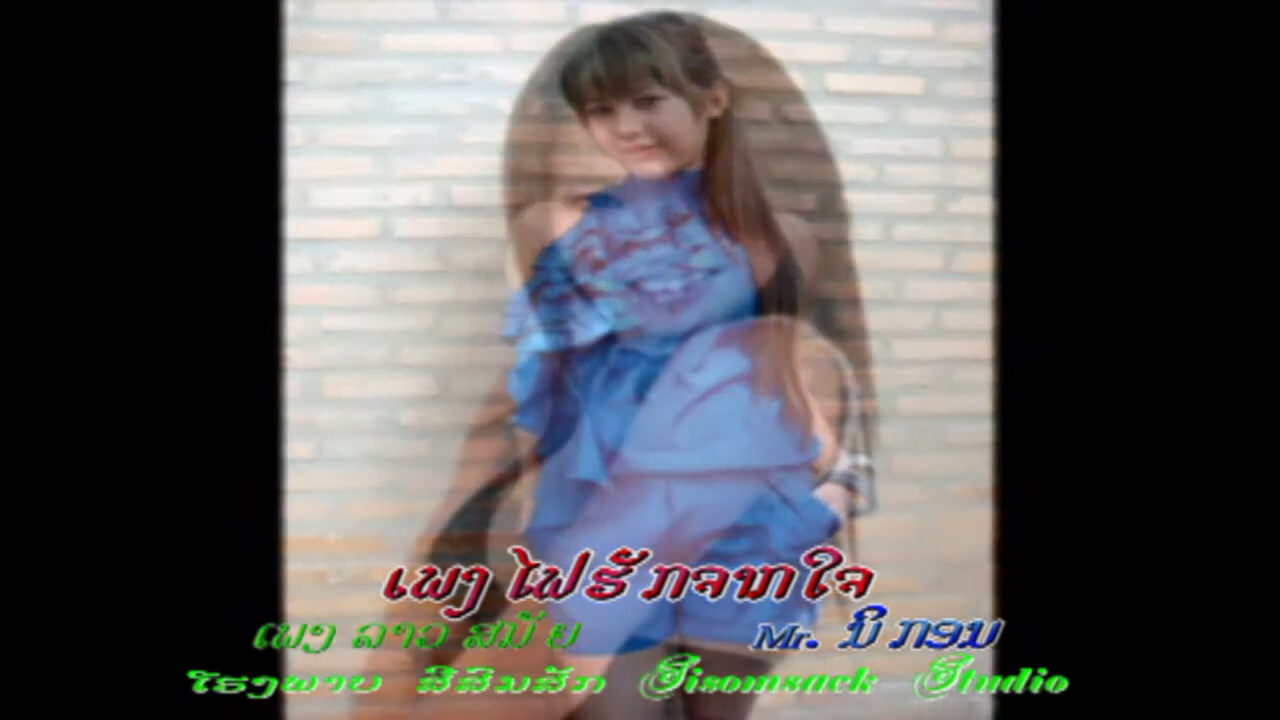 ເພງ ໄຟຮັກຈາກໃຈ
ເພງ ລາວ ສມັຍ Mr. ນິ ກອນ
ໂຮງພາບ ສີສົມສັກ Sisomsack Studio